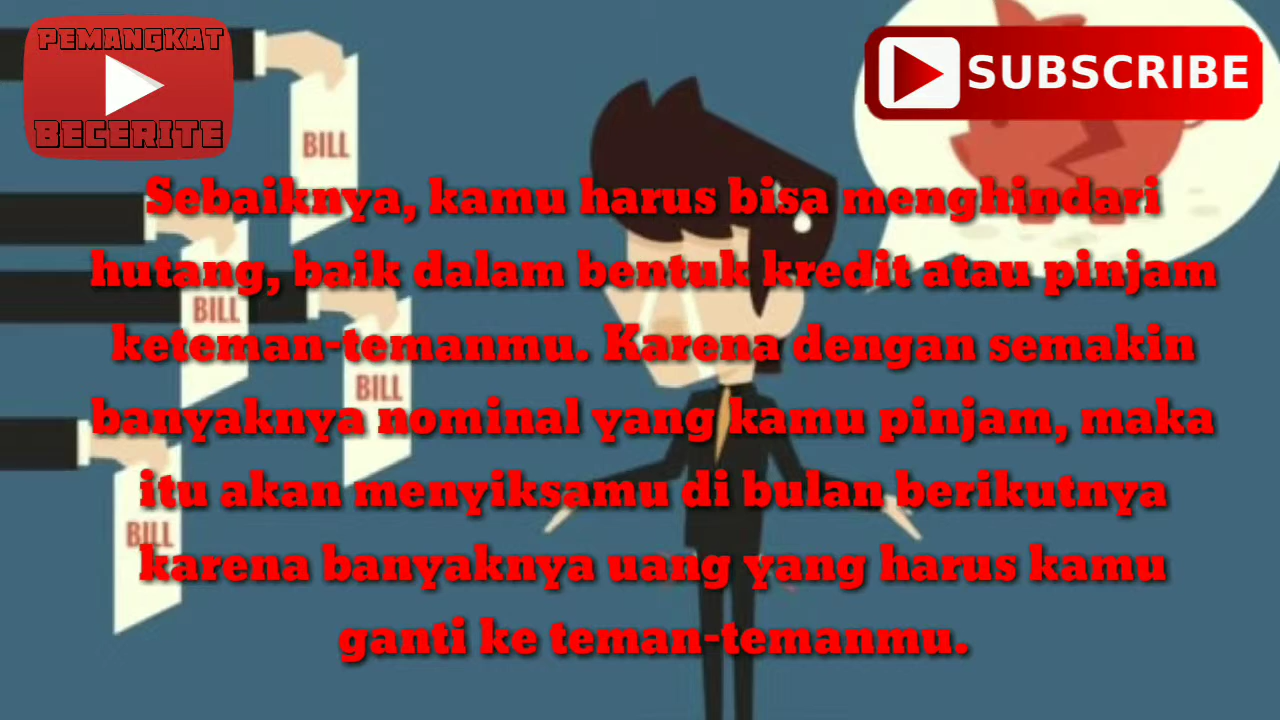 PEMANGKAT
BECERITE
SUBSCRIBE
BILL
Sebaiknya, kamu harus bisa menghindari
hutang, baik dalam bentuk kredit atau pinjam
BILL
keteman-temanmu. Karena dengan semakin
BILL
banyaknya nominal yang kamu pinjam, maka
itu akan menyiksamu di bulan berikutnya
BILL
karena banyaknya uang yang harus kamu
ganti ke teman-temanmu.